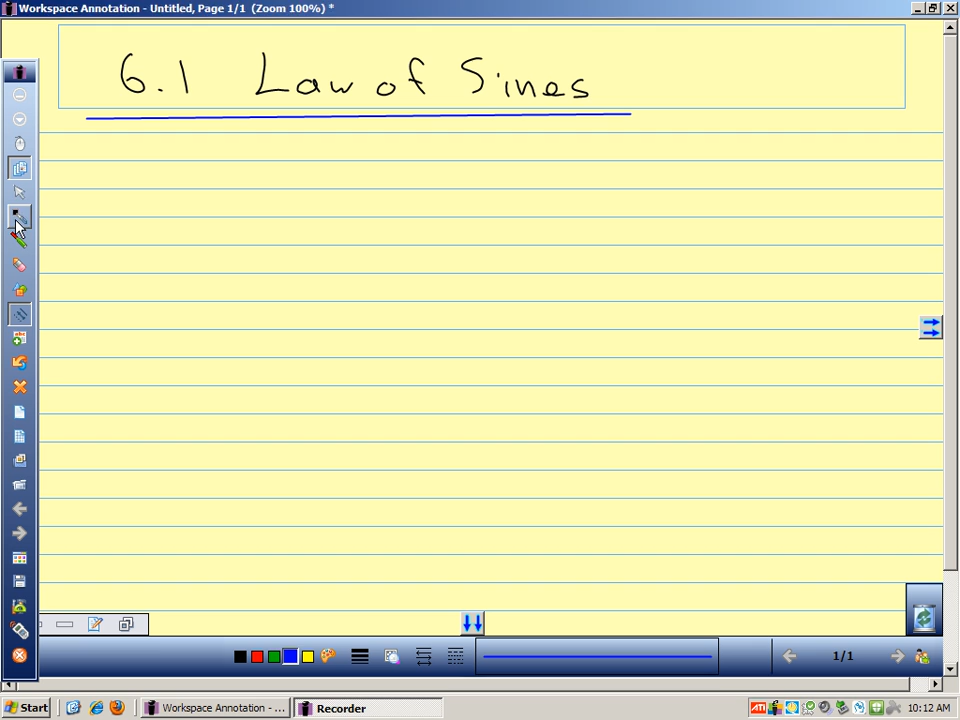 Workspace Annotation - Untitled, Page 1/1 (Zoom 100%) *
6.1 Law of Sines
1/1
Start
Workspace Annotation - ...
Recorder
ATI
10:12 AM